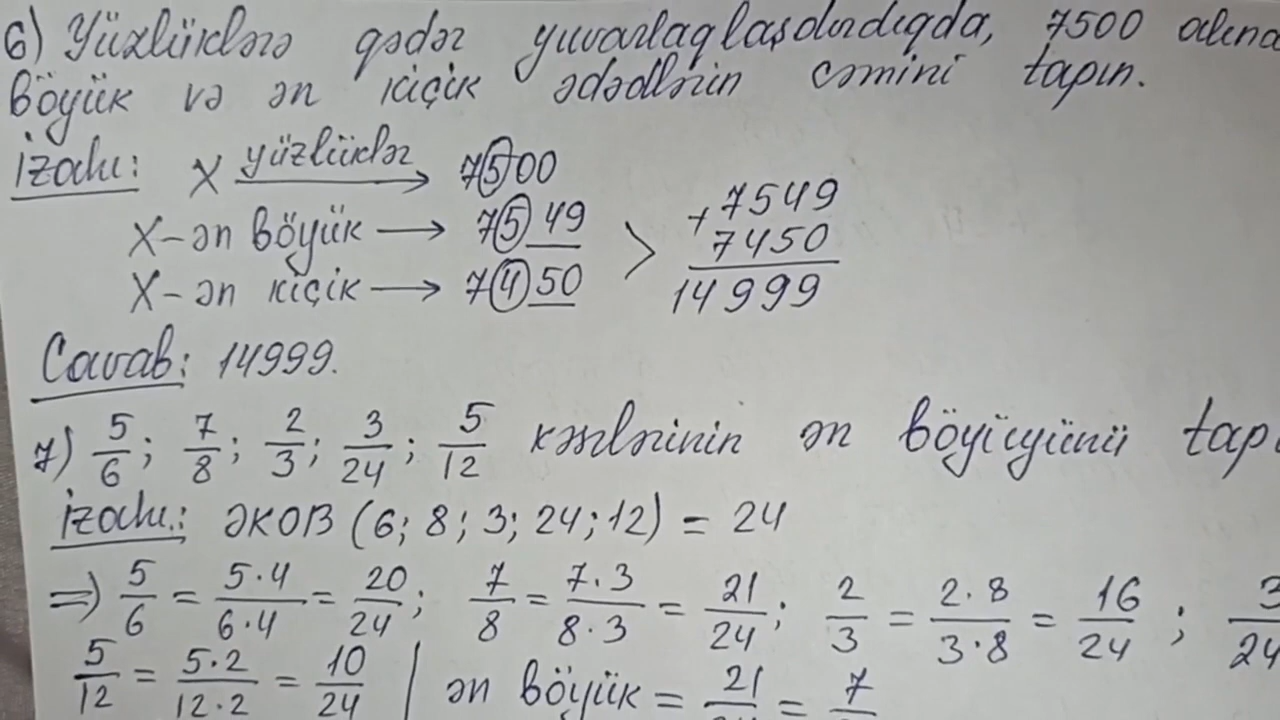 6) Yüzlüklərə qədər yuvarlaqlaşdırdıqda, 7500
böyük və ən kiçik ədədlərin cəmini tapın.
İzahı: X yüzlüklər → 7500
X-ən böyük → 7549 > + 7549
X-ən kiçik → 7450 7450
14999
Cavab: 14999.
7) 5/6; 7/8; 2/3; 3/24; 5/12 kəsrlərinin ən böyüyünü
İzahı: ƏKOB (6; 8; 3; 24; 12) = 24
⇒) 5/6 = 5·4/6·4 = 20/24; 7/8 = 7·3/8·3 = 21/24; 2/3 = 2·8/3·8 = 16/24; 3/24
5/12 = 5·2/12·2 = 10/24 | ən böyük = 21/24 = 7